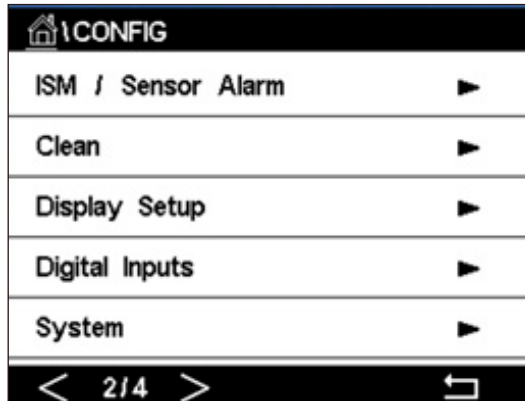 \CONFIG
ISM / Sensor Alarm
Clean
Display Setup
Digital Inputs
System
< 2/4 >